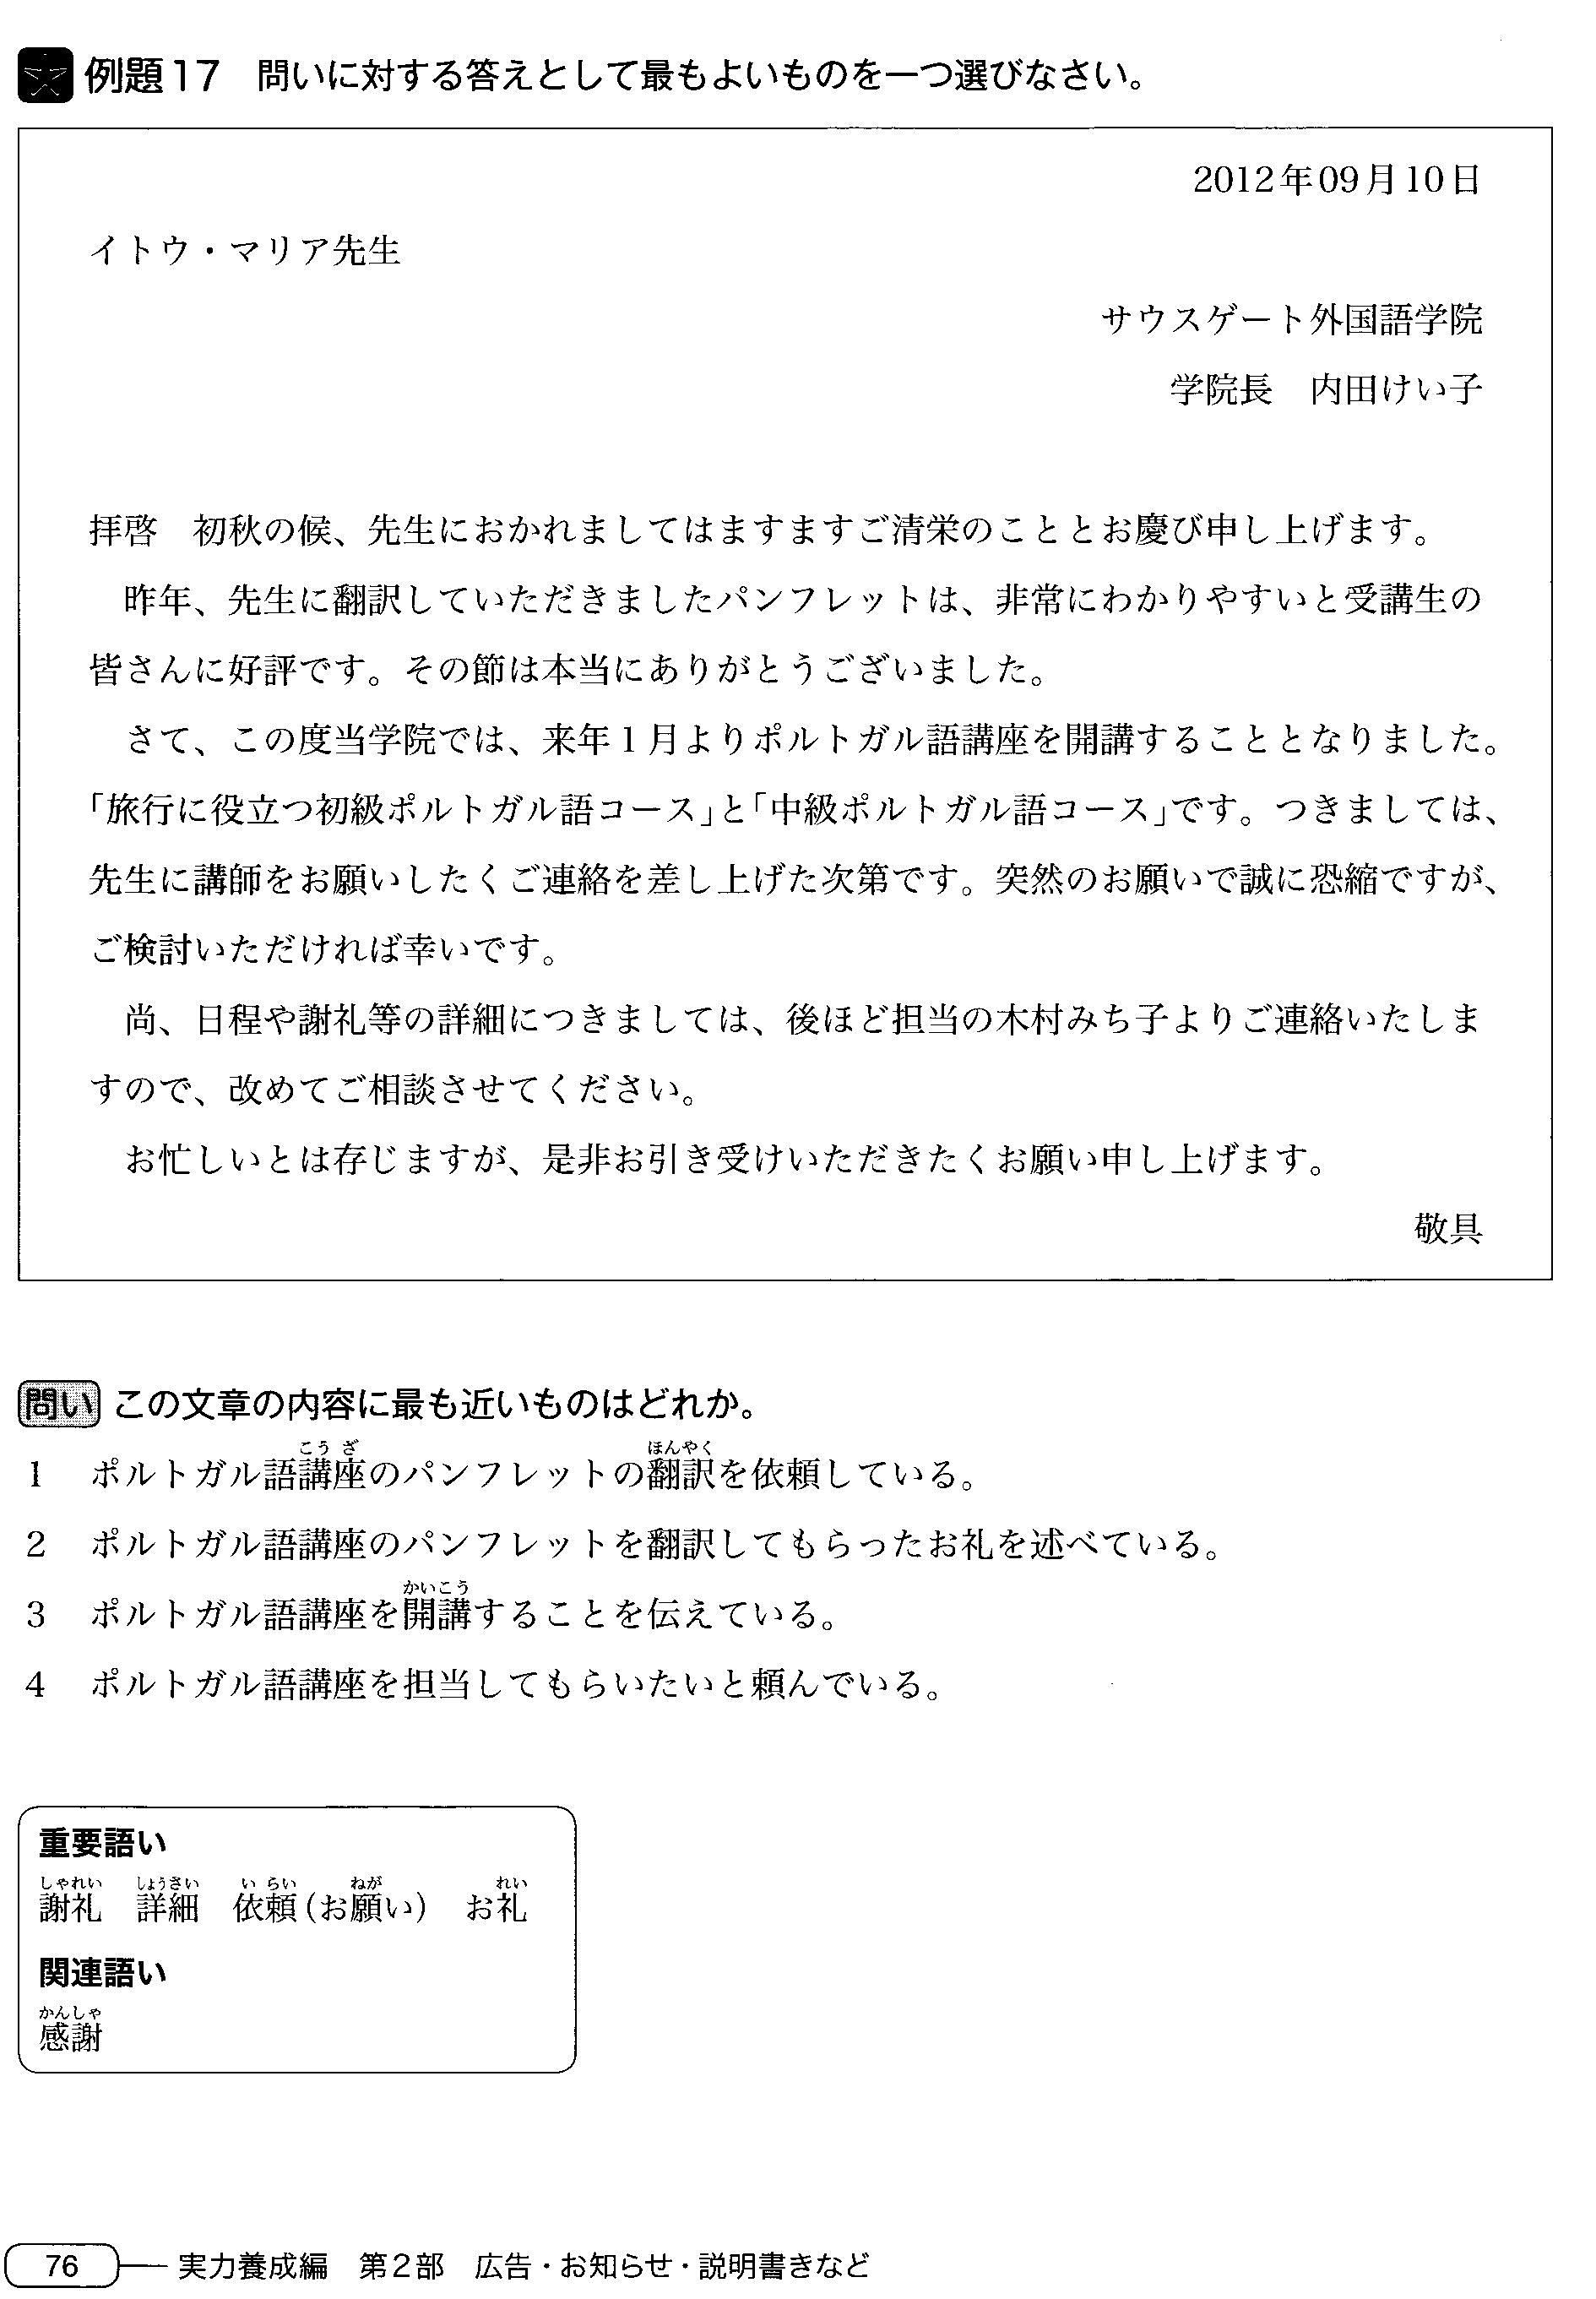 例題17　問いに対する答えとして最もよいものを一つ選びなさい。
2012年09月10日
イトウ・マリア先生
サウスゲート外国語学院
学院長　内田けい子
拝啓　初秋の候、先生におかれましてはますますご清栄のこととお慶び申し上げます。
昨年、先生に翻訳していただきましたパンフレットは、非常にわかりやすいと受講生の
皆さんに好評です。その節は本当にありがとうございました。
さて、この度当学院では、来年1月よりポルトガル語講座を開講することとなりました。
「旅行に役立つ初級ポルトガル語コース」と「中級ポルトガル語コース」です。つきましては、
先生に講師をお願いしたくご連絡を差し上げた次第です。突然のお願いで誠に恐縮ですが、
ご検討いただければ幸いです。
尚、日程や謝礼等の詳細につきましては、後ほど担当の木村みち子よりご連絡いたしま
すので、改めてご相談させてください。
お忙しいとは存じますが、是非お引き受けいただきたくお願い申し上げます。
敬具
問い この文章の内容に最も近いものはどれか。
こうざ　ほんやく
1　ポルトガル語講座のパンフレットの翻訳を依頼している。
2　ポルトガル語講座のパンフレットを翻訳してもらったお礼を述べている。
かいこう
3　ポルトガル語講座を開講することを伝えている。
4　ポルトガル語講座を担当してもらいたいと頼んでいる。
重要語い
しゃれい　しょうさい　いらい　ねが　れい
謝礼　詳細　依頼(お願い)　お礼
関連語い
かんしゃ
感謝
76　実力養成編　第2部　広告・お知らせ・説明書きなど